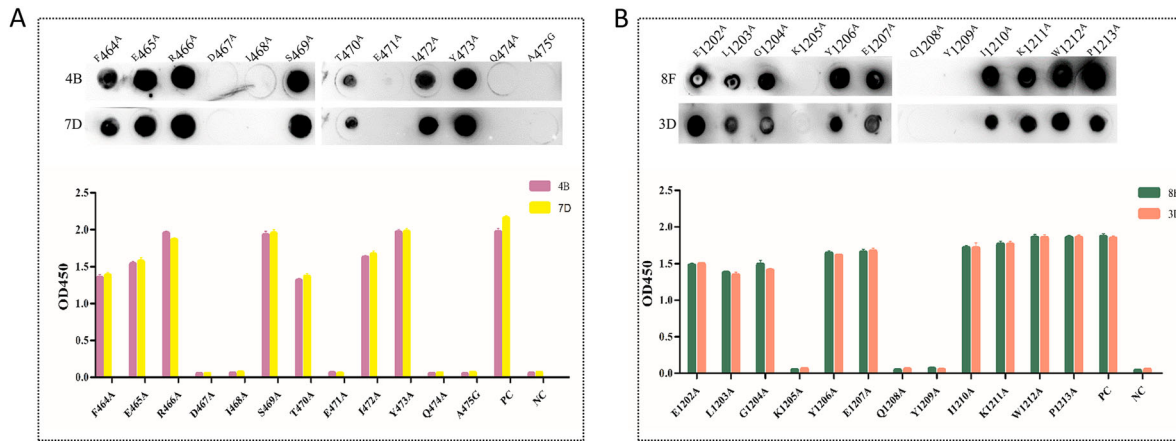 A
F464A E465A R466A D467A I468A S469A T470A E471A I472A Y473A Q474A A475G
4B
7D
4B
7D
OD450
2.5
2.0
1.5
1.0
0.5
0.0
E465A R466A D467A I468A S469A T470A E471A I472A Y473A Q474A A475G PC NC
B
E1202A L1203A G1204A K1205A Y1206A E1207A Q1208A Y1209A I1210A K1211A W1212A P1213A
8F
3D
8F
3D
OD450
2.5
2.0
1.5
1.0
0.5
0.0
E1202A L1203A G1204A K1205A Y1206A E1207A Q1208A Y1209A I1210A K1211A W1212A P1213A PC NC